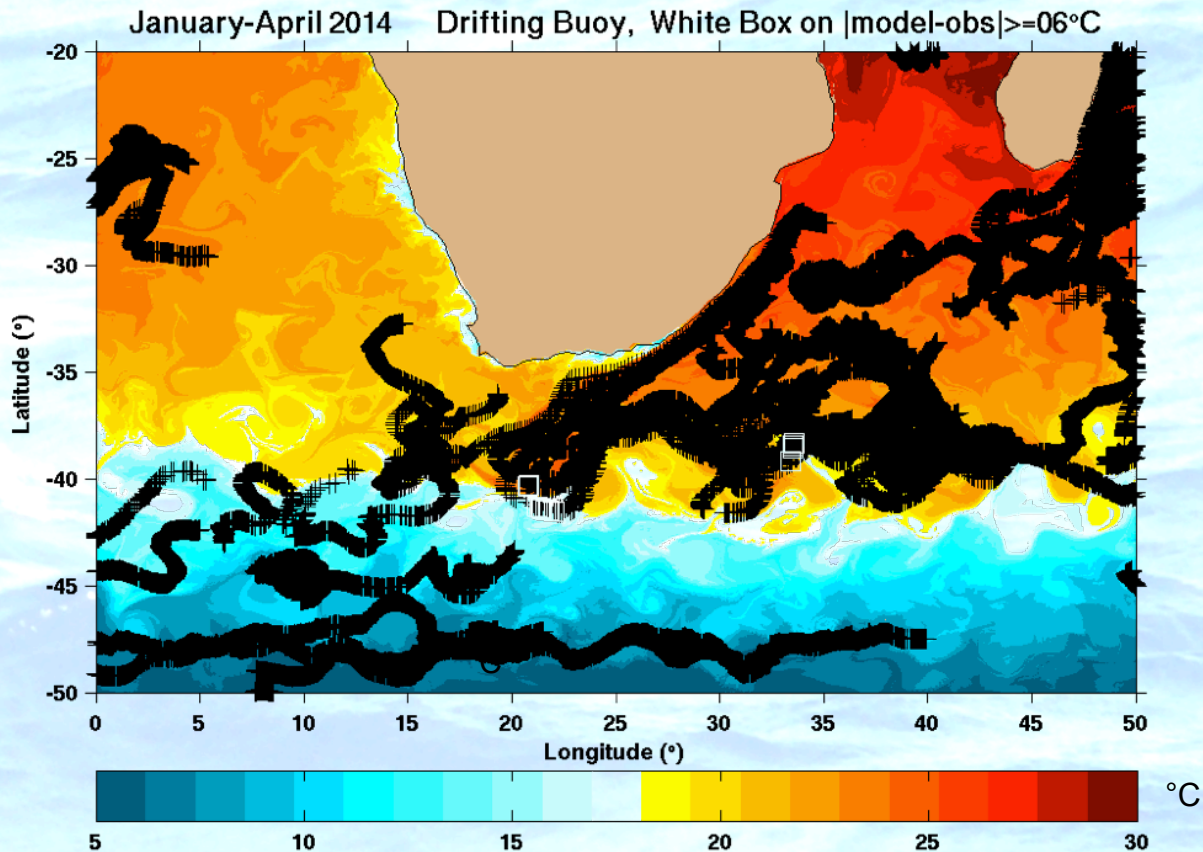 January-April 2014 Drifting Buoy, White Box on |model-obs|>=06°C
-20
-25
-30
-35
-40
-45
-50
Latitude (°)
0 5 10 15 20 25 30 35 40 45 50
Longitude (°)
°C
5 10 15 20 25 30